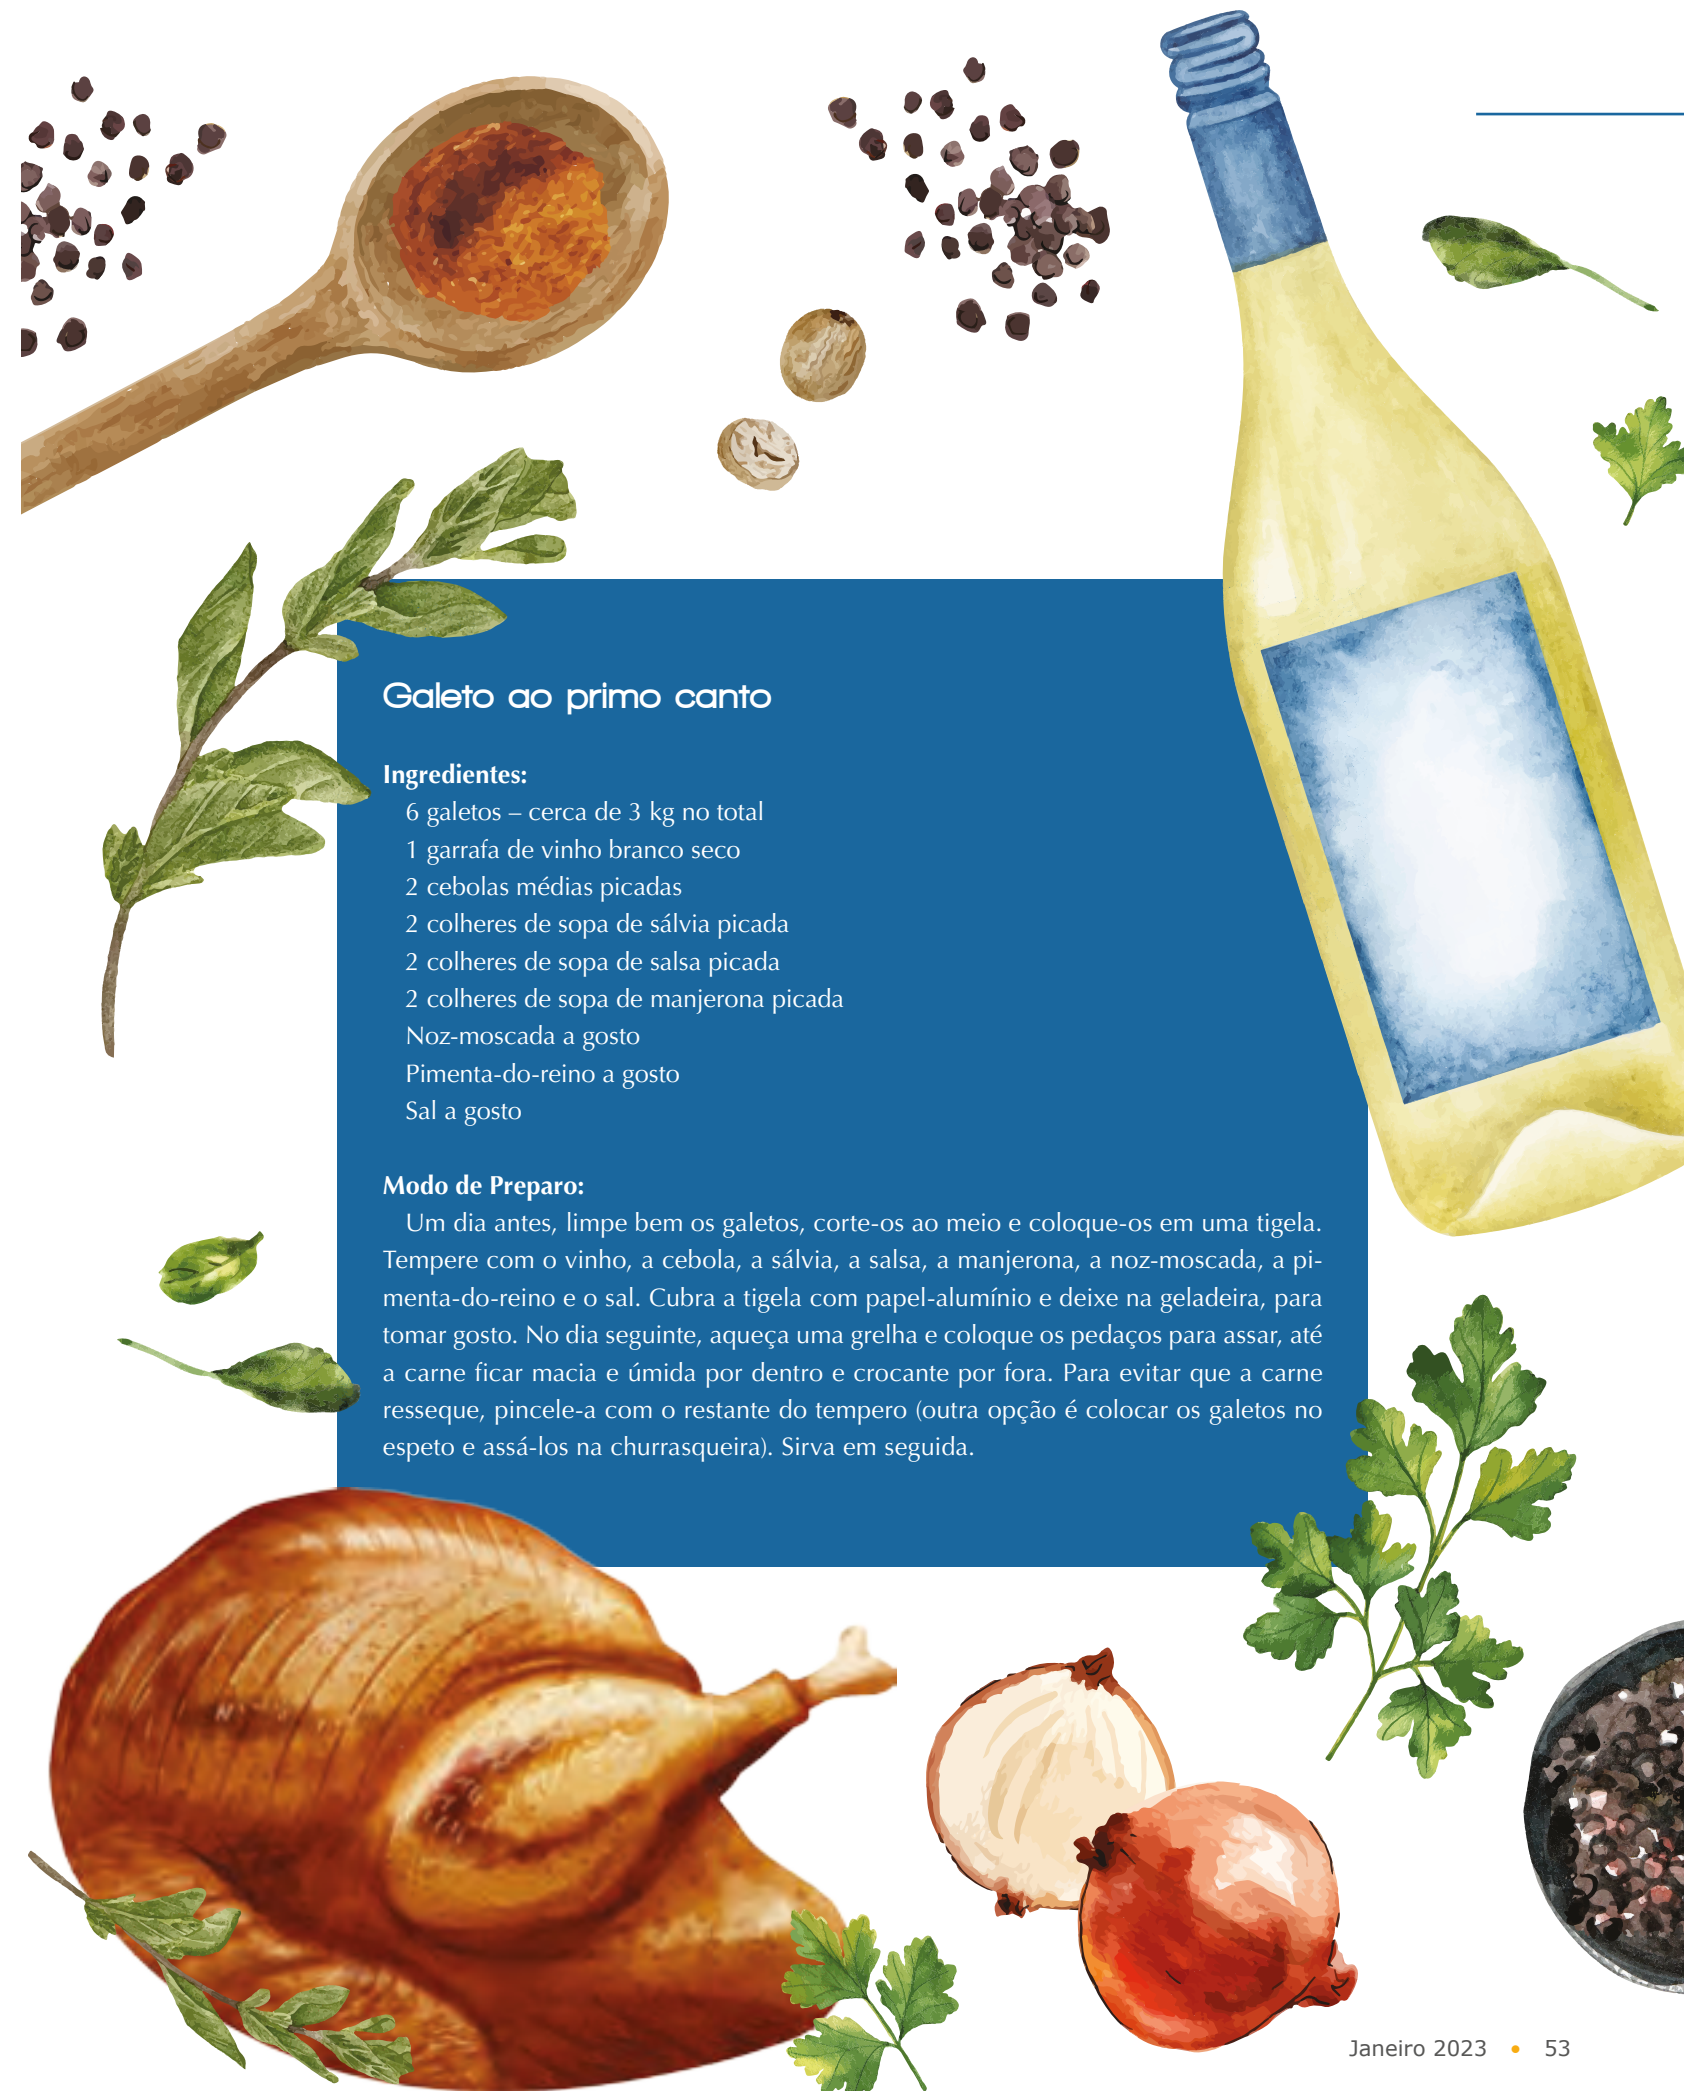 Galeto ao primo canto
Ingredientes:
6 galetos – cerca de 3 kg no total
1 garrafa de vinho branco seco
2 cebolas médias picadas
2 colheres de sopa de sálvia picada
2 colheres de sopa de salsa picada
2 colheres de sopa de manjerona picada
Noz-moscada a gosto
Pimenta-do-reino a gosto
Sal a gosto
Modo de Preparo:
Um dia antes, limpe bem os galetos, corte-os ao meio e coloque-os em uma tigela.
Tempere com o vinho, a cebola, a sálvia, a salsa, a manjerona, a noz-moscada, a pi-
menta-do-reino e o sal. Cubra a tigela com papel-alumínio e deixe na geladeira, para
tomar gosto. No dia seguinte, aqueça uma grelha e coloque os pedaços para assar, até
a carne ficar macia e úmida por dentro e crocante por fora. Para evitar que a carne
resseque, pincele-a com o restante do tempero (outra opção é colocar os galetos no
espeto e assá-los na churrasqueira). Sirva em seguida.
Janeiro 2023 • 53